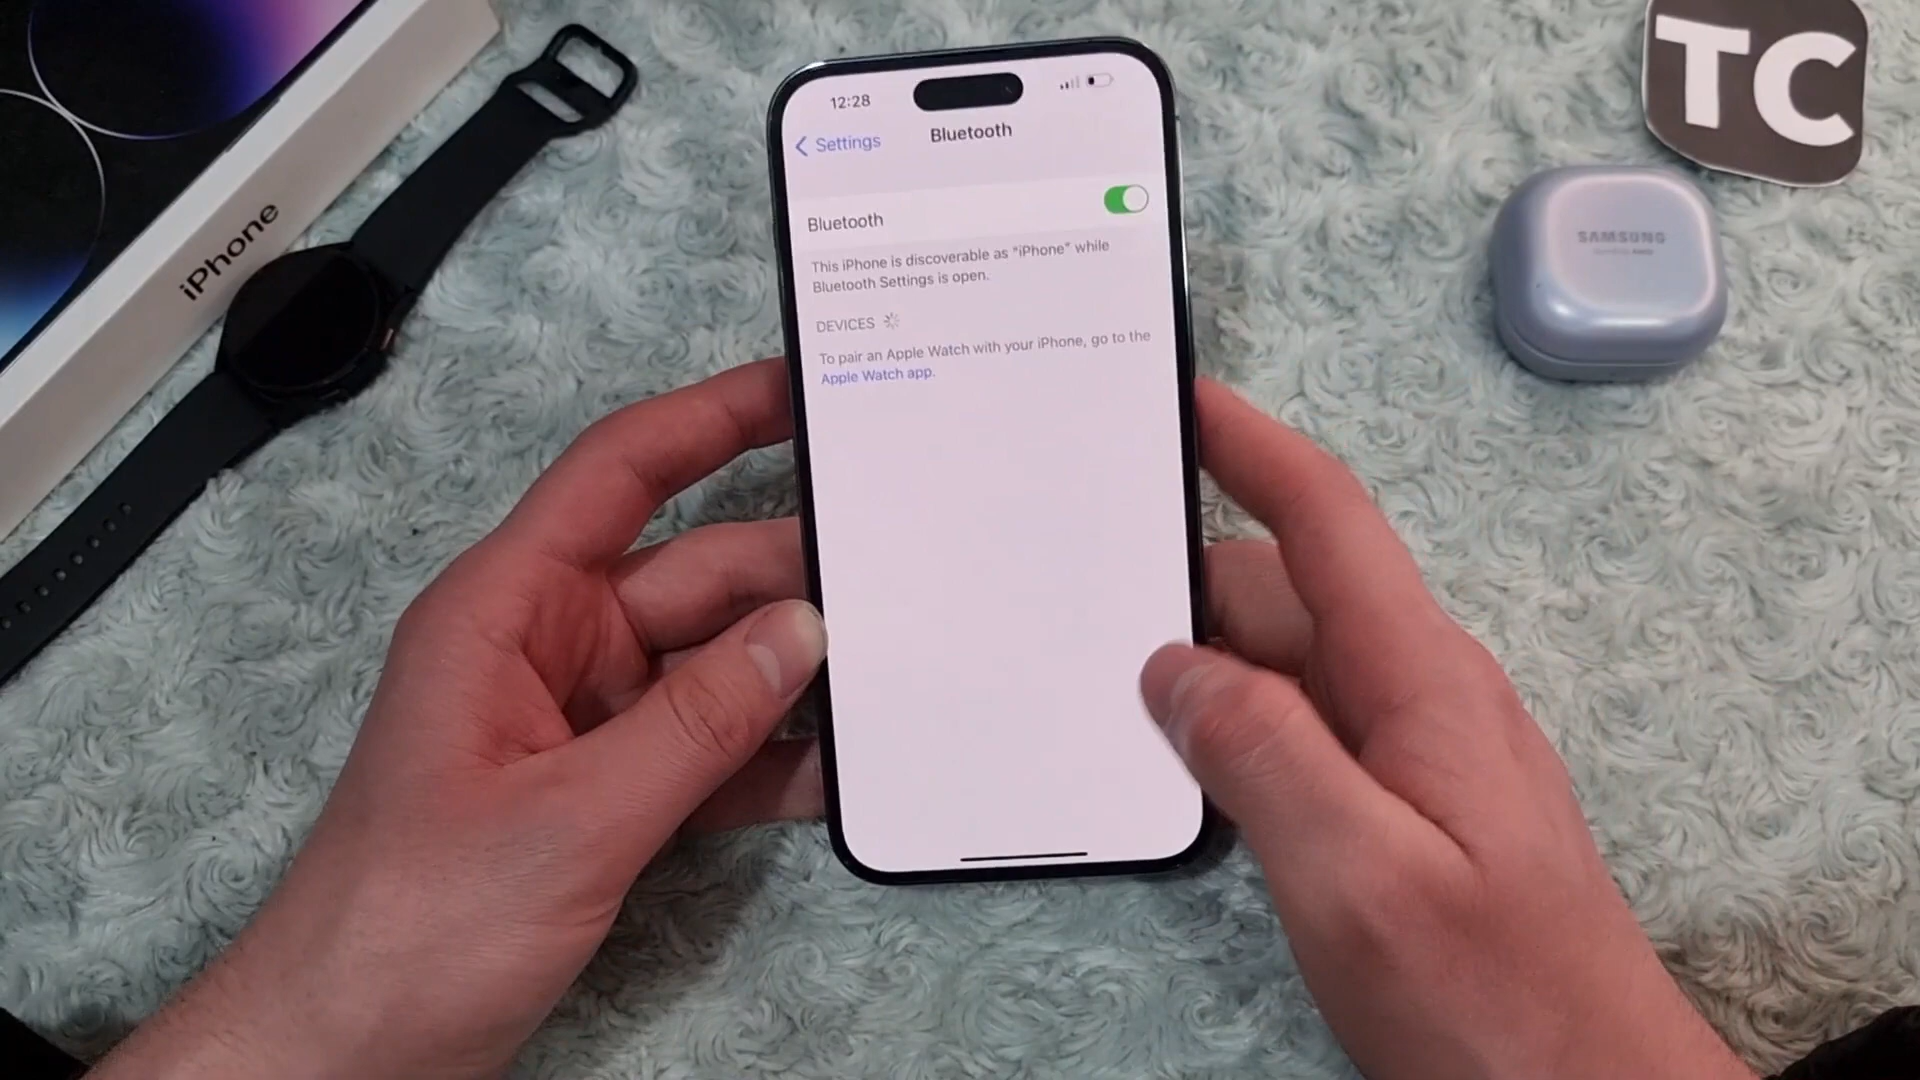 iPhone
12:28
Settings
Bluetooth
Bluetooth
This iPhone is discoverable as "iPhone" while
Bluetooth Settings is open.
DEVICES
To pair an Apple Watch with your iPhone, go to the
Apple Watch app.
TC
SAMSUNG